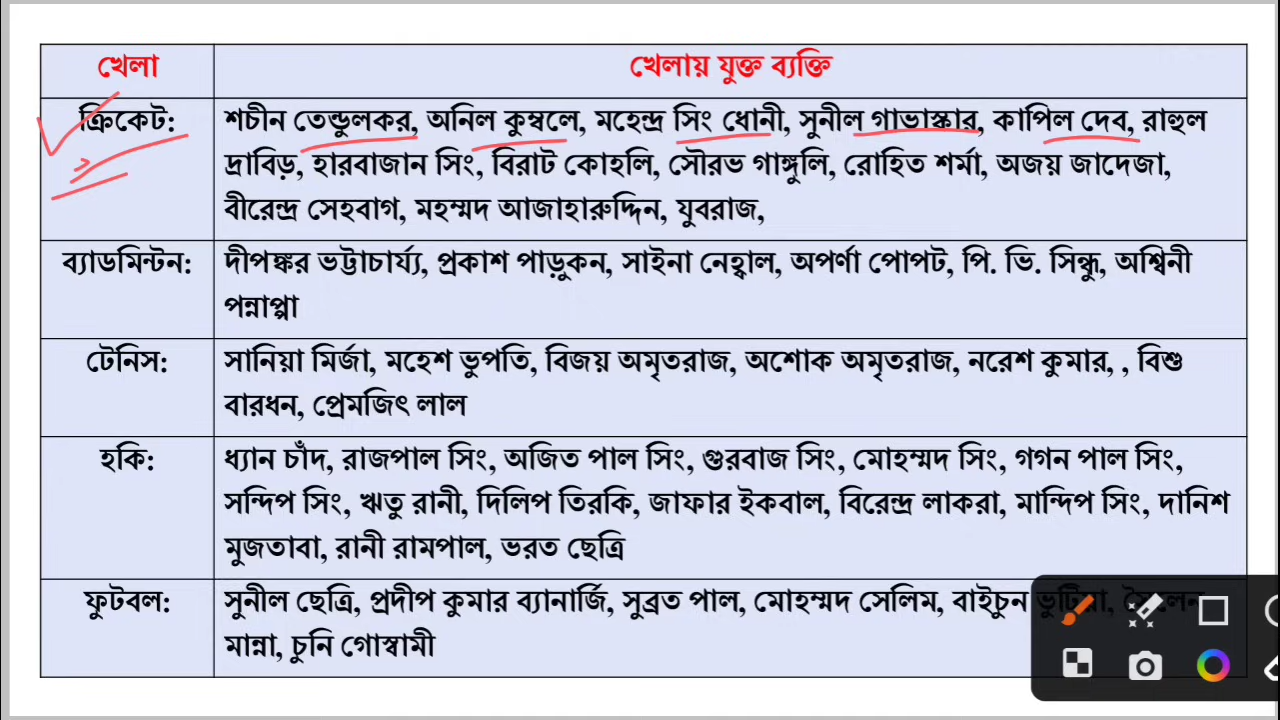 খেলা
খেলায় যুক্ত ব্যক্তি
ক্রিকেট:
শচীন তেন্ডুলকর, অনিল কুম্বলে, মহেন্দ্র সিং ধোনী, সুনীল গাভাস্কার, কাপিল দেব, রাহুল
দ্রাবিড়, হারবাজান সিং, বিরাট কোহলি, সৌরভ গাঙ্গুলি, রোহিত শর্মা, অজয় জাদেজা,
বীরেন্দ্র সেহবাগ, মহম্মদ আজাহারুদ্দিন, যুবরাজ,
ব্যাডমিন্টন:
দীপঙ্কর ভট্টাচার্য্য, প্রকাশ পাড়ুকন, সাইনা নেহ্বাল, অপর্ণা পোপট, পি. ভি. সিন্ধু, অশ্বিনী
পন্নাপ্পা
টেনিস:
সানিয়া মির্জা, মহেশ ভুপতি, বিজয় অমৃতরাজ, অশোক অমৃতরাজ, নরেশ কুমার, , বিশু
বারধন, প্রেমজিৎ লাল
হকি:
ধ্যান চাঁদ, রাজপাল সিং, অজিত পাল সিং, গুরবাজ সিং, মোহম্মদ সিং, গগন পাল সিং,
সন্দিপ সিং, ঋতু রানী, দিলিপ তিরকি, জাফার ইকবাল, বিরেন্দ্র লাকরা, মান্দিপ সিং, দানিশ
মুজতাবা, রানী রামপাল, ভরত ছেত্রি
ফুটবল:
সুনীল ছেত্রি, প্রদীপ কুমার ব্যানার্জি, সুব্রত পাল, মোহম্মদ সেলিম, বাইচুন ভুটিয়া, শৈলেন
মান্না, চুনি গোস্বামী